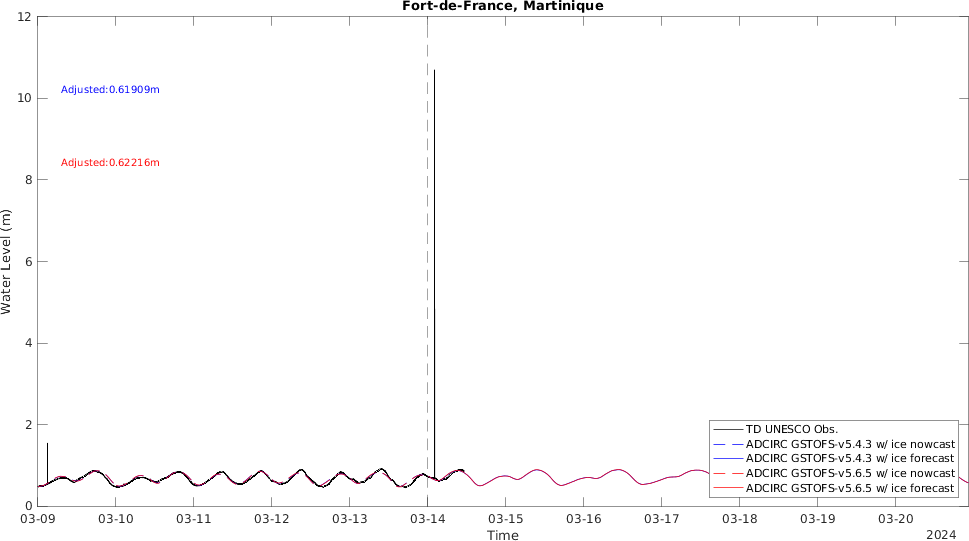 Fort-de-France, Martinique
12
10
8
6
4
2
0
Water Level (m)
Adjusted:0.61909m
Adjusted:0.62216m
TD UNESCO Obs.
ADCIRC GSTOFS-v5.4.3 w/ ice nowcast
ADCIRC GSTOFS-v5.4.3 w/ ice forecast
ADCIRC GSTOFS-v5.6.5 w/ ice nowcast
ADCIRC GSTOFS-v5.6.5 w/ ice forecast
03-09 03-10 03-11 03-12 03-13 03-14 03-15 03-16 03-17 03-18 03-19 03-20
Time
2024